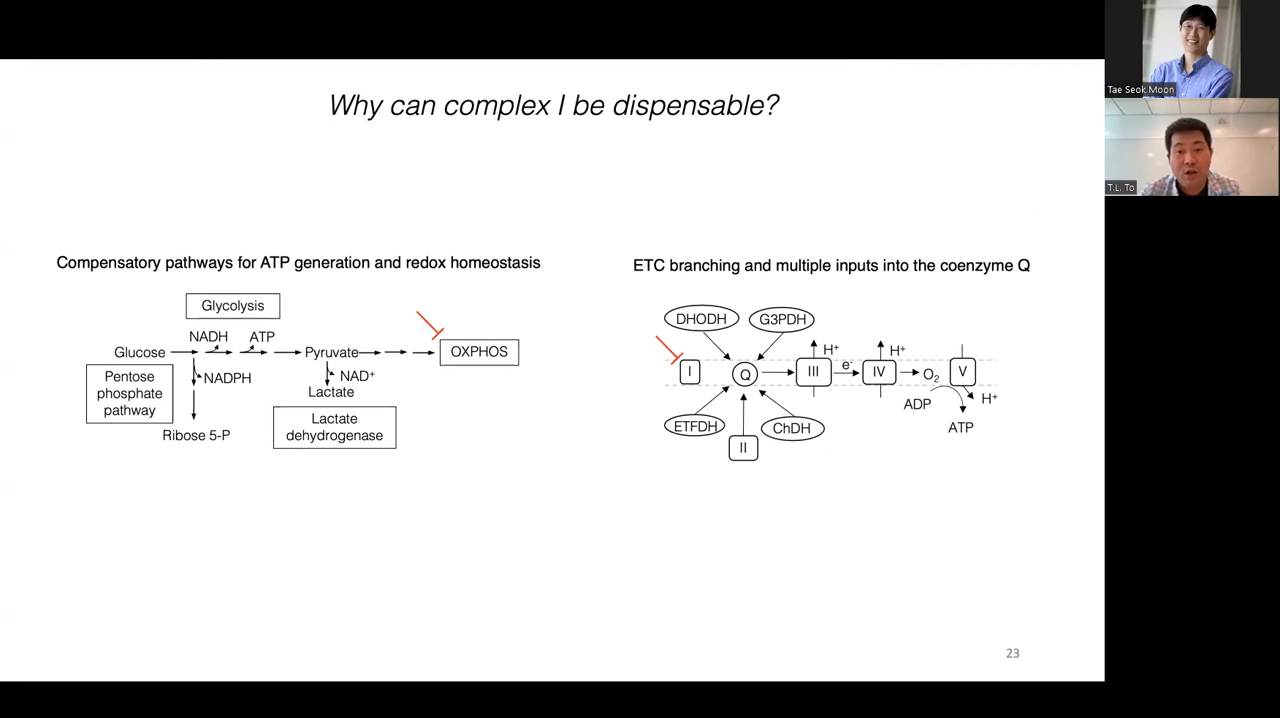 Why can complex I be dispensable?
Compensatory pathways for ATP generation and redox homeostasis
Glycolysis
NADH
ATP
Glucose
Pyruvate
OXPHOS
Pentose
phosphate
pathway
NADPH
NAD⁺
Lactate
Ribose 5-P
Lactate
dehydrogenase
ETC branching and multiple inputs into the coenzyme Q
DHODH
G3PDH
I
Q
III
H⁺
e⁻
IV
H⁺
O₂
V
H⁺
ADP
ATP
ETFDH
II
ChDH
23
Tae Seok Moon
T.L. To